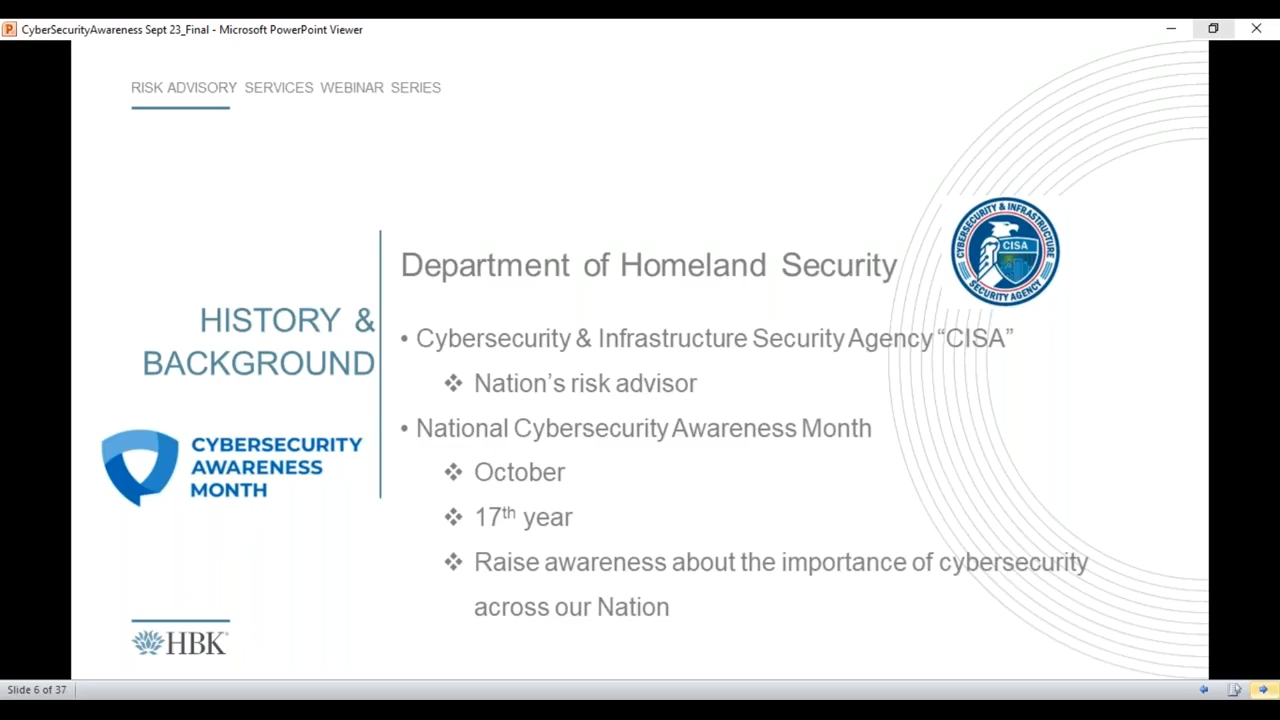 CyberSecurityAwareness Sept 23_Final - Microsoft PowerPoint Viewer
RISK ADVISORY SERVICES WEBINAR SERIES
CYBERSECURITY & INFRASTRUCTURE
CISA
SECURITY AGENCY
Department of Homeland Security
HISTORY &
BACKGROUND
• Cybersecurity & Infrastructure Security Agency “CISA”
❖ Nation’s risk advisor
• National Cybersecurity Awareness Month
❖ October
❖ 17th year
❖ Raise awareness about the importance of cybersecurity
across our Nation
CYBERSECURITY
AWARENESS
MONTH
HBK
Slide 6 of 37